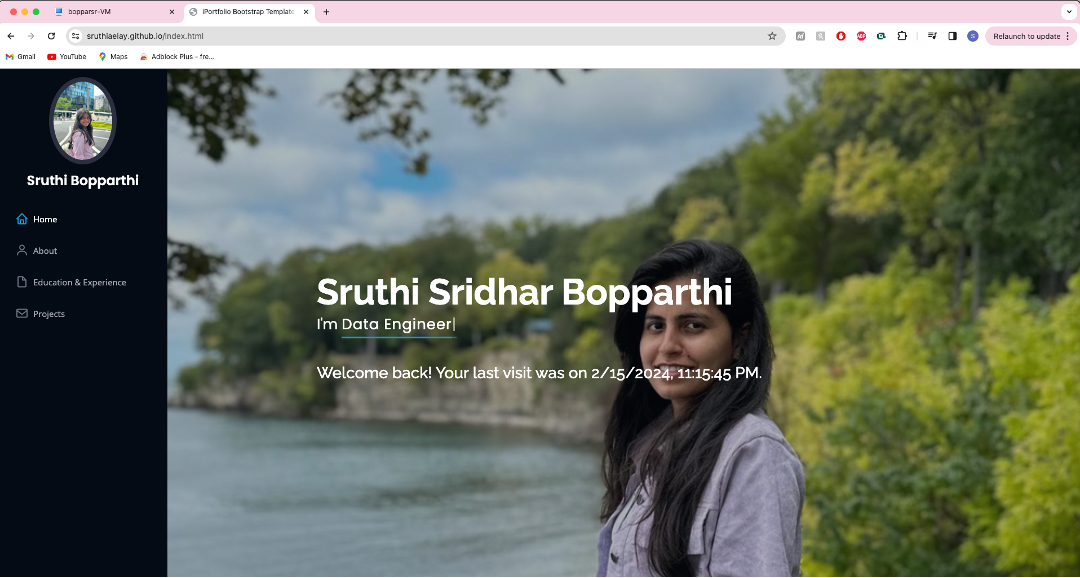 bopparsr-VM
iPortfolio Bootstrap Template
sruthiaelay.github.io/index.html
Relaunch to update
Gmail
YouTube
Maps
Adblock Plus - fre...
Sruthi Bopparthi
Home
About
Education & Experience
Projects
Sruthi Sridhar Bopparthi
I'm Data Engineer|
Welcome back! Your last visit was on 2/15/2024, 11:15:45 PM.